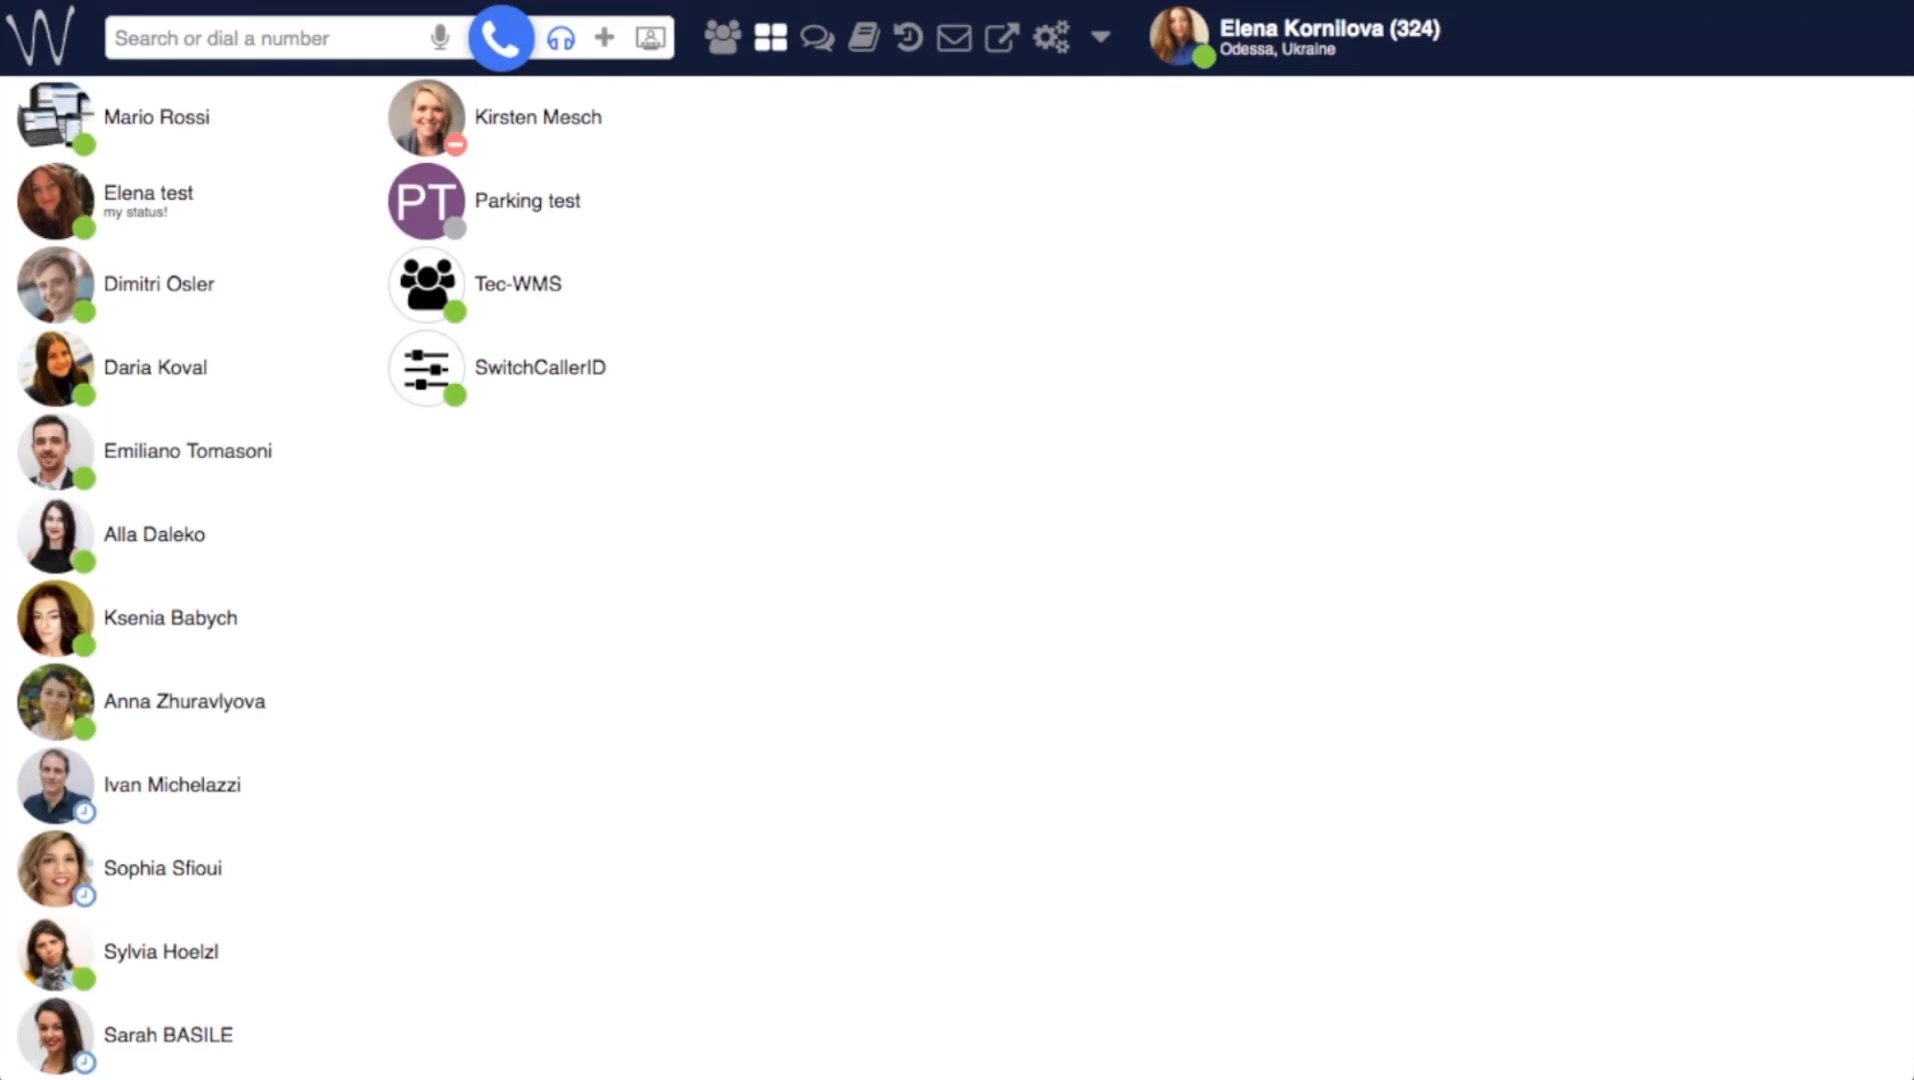 W
Search or dial a number
Elena Kornilova (324)
Odessa, Ukraine
Mario Rossi
Elena test
my status!
Dimitri Osler
Daria Koval
Emiliano Tomasoni
Alla Daleko
Ksenia Babych
Anna Zhuravlyova
Ivan Michelazzi
Sophia Sfioui
Sylvia Hoelzl
Sarah BASILE
Kirsten Mesch
PT
Parking test
Tec-WMS
SwitchCallerID